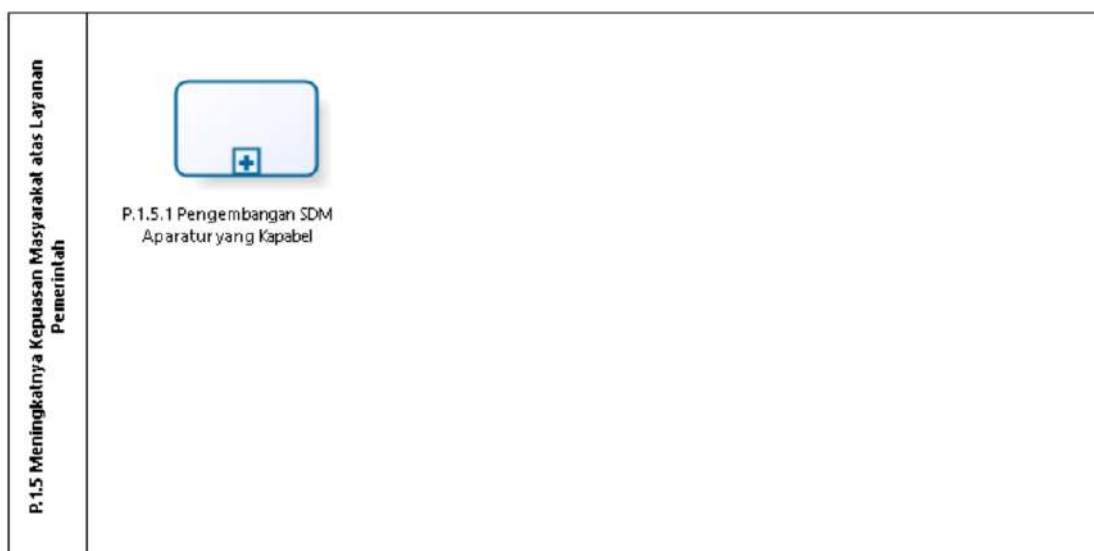 P.1.5 Meningkatnya Kepuasan Masyarakat atas Layanan
Pemerintah
P.1.5.1 Pengembangan SDM
Aparatur yang Kapabel